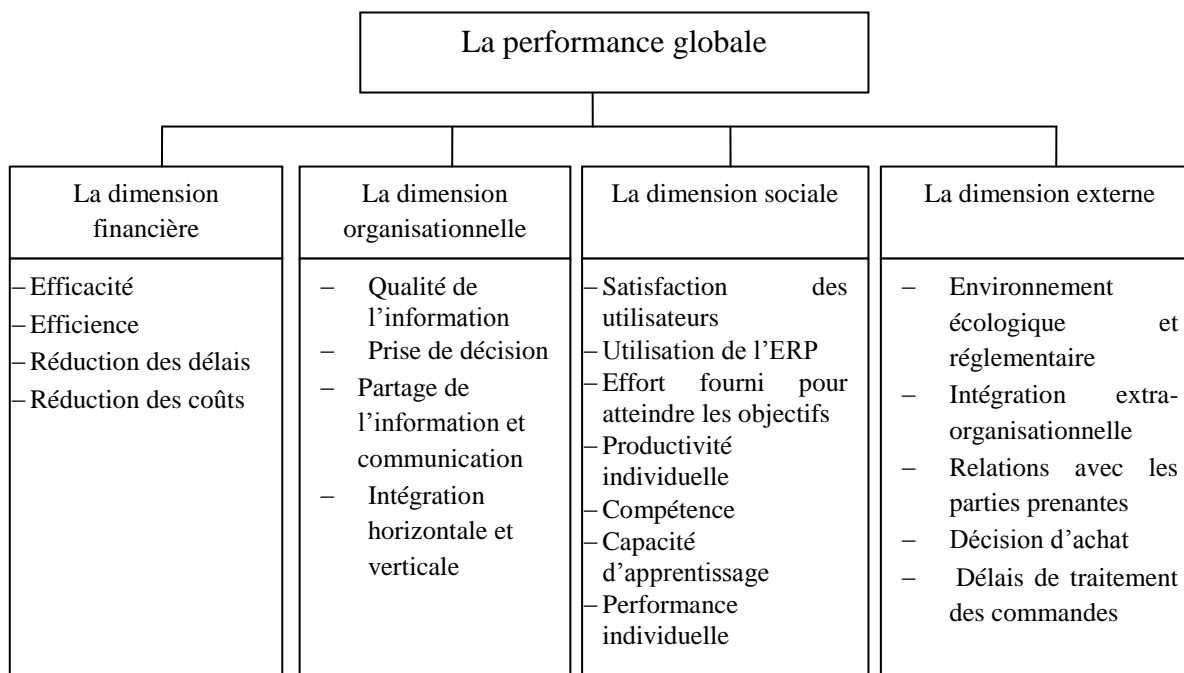 La performance globale
La dimension
financière
– Efficacité
– Efficience
– Réduction des délais
– Réduction des coûts
La dimension
organisationnelle
– Qualité de
l’information
– Prise de décision
– Partage de
l’information et
communication
– Intégration
horizontale et
verticale
La dimension sociale
– Satisfaction des
utilisateurs
– Utilisation de l’ERP
– Effort fourni pour
atteindre les objectifs
– Productivité
individuelle
– Compétence
– Capacité
d’apprentissage
– Performance
individuelle
La dimension externe
– Environnement
écologique et
réglementaire
– Intégration extra-
organisationnelle
– Relations avec les
parties prenantes
– Décision d’achat
– Délais de traitement
des commandes